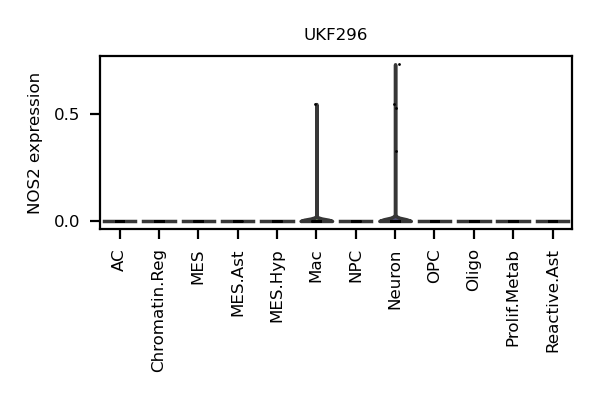 UKF296
NOS2 expression
0.5
0.0
AC
Chromatin.Reg
MES
MES.Ast
MES.Hyp
Mac
NPC
Neuron
OPC
Oligo
Prolif.Metab
Reactive.Ast